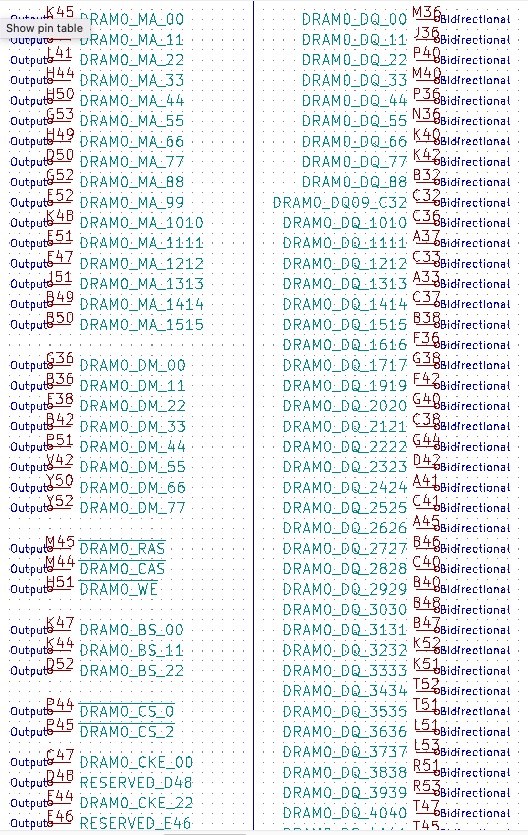 Output K45 DRAM0_MA_00
Show pin table
DRAM0_MA_11
Output L41 DRAM0_MA_22
Output H44 DRAM0_MA_33
Output H50 DRAM0_MA_44
Output G53 DRAM0_MA_55
Output H49 DRAM0_MA_66
Output D50 DRAM0_MA_77
Output G52 DRAM0_MA_88
Output E52 DRAM0_MA_99
Output K48 DRAM0_MA_1010
Output E51 DRAM0_MA_1111
Output F47 DRAM0_MA_1212
Output J51 DRAM0_MA_1313
Output B49 DRAM0_MA_1414
Output B50 DRAM0_MA_1515
Output G36 DRAM0_DM_00
Output B36 DRAM0_DM_11
Output F38 DRAM0_DM_22
Output B42 DRAM0_DM_33
Output P51 DRAM0_DM_44
Output V42 DRAM0_DM_55
Output Y50 DRAM0_DM_66
Output Y52 DRAM0_DM_77
Output M45 DRAM0_RAS
Output M44 DRAM0_CAS
Output H51 DRAM0_WE
Output K47 DRAM0_BS_00
Output K44 DRAM0_BS_11
Output D52 DRAM0_BS_22
Output P44 DRAM0_CS_0
Output P45 DRAM0_CS_2
Output C47 DRAM0_CKE_00
Output D48 RESERVED_D48
Output F44 DRAM0_CKE_22
Output E46 RESERVED_E46
DRAM0_DQ_00 M36 Bidirectional
DRAM0_DQ_11 J36 Bidirectional
DRAM0_DQ_22 P40 Bidirectional
DRAM0_DQ_33 M40 Bidirectional
DRAM0_DQ_44 P36 Bidirectional
DRAM0_DQ_55 N36 Bidirectional
DRAM0_DQ_66 K40 Bidirectional
DRAM0_DQ_77 K42 Bidirectional
DRAM0_DQ_88 B32 Bidirectional
DRAM0_DQ09_C32 C32 Bidirectional
DRAM0_DQ_1010 C36 Bidirectional
DRAM0_DQ_1111 A37 Bidirectional
DRAM0_DQ_1212 C33 Bidirectional
DRAM0_DQ_1313 A33 Bidirectional
DRAM0_DQ_1414 C37 Bidirectional
DRAM0_DQ_1515 B38 Bidirectional
DRAM0_DQ_1616 F36 Bidirectional
DRAM0_DQ_1717 G38 Bidirectional
DRAM0_DQ_1919 F42 Bidirectional
DRAM0_DQ_2020 G40 Bidirectional
DRAM0_DQ_2121 C38 Bidirectional
DRAM0_DQ_2222 G44 Bidirectional
DRAM0_DQ_2323 D42 Bidirectional
DRAM0_DQ_2424 A41 Bidirectional
DRAM0_DQ_2525 C41 Bidirectional
DRAM0_DQ_2626 A45 Bidirectional
DRAM0_DQ_2727 B46 Bidirectional
DRAM0_DQ_2828 C40 Bidirectional
DRAM0_DQ_2929 B40 Bidirectional
DRAM0_DQ_3030 B48 Bidirectional
DRAM0_DQ_3131 B47 Bidirectional
DRAM0_DQ_3232 K52 Bidirectional
DRAM0_DQ_3333 K51 Bidirectional
DRAM0_DQ_3434 T52 Bidirectional
DRAM0_DQ_3535 T51 Bidirectional
DRAM0_DQ_3636 L51 Bidirectional
DRAM0_DQ_3737 L53 Bidirectional
DRAM0_DQ_3838 R51 Bidirectional
DRAM0_DQ_3939 R53 Bidirectional
DRAM0_DQ_4040 T47 Bidirectional
T45